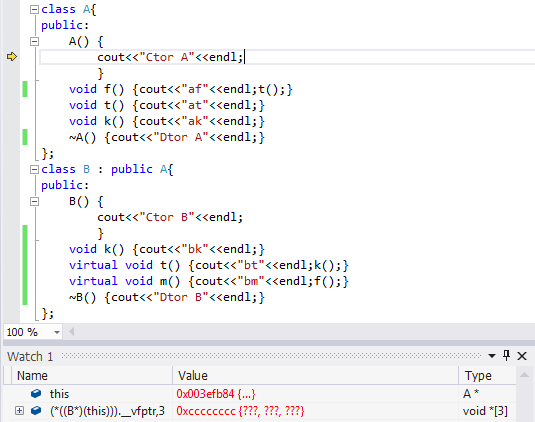 class A{
public:
A() {
cout<<"Ctor A"<<endl;
}
void f() {cout<<"af"<<endl;t();}
void t() {cout<<"at"<<endl;}
void k() {cout<<"ak"<<endl;}
~A() {cout<<"Dtor A"<<endl;}
};
class B : public A{
public:
B() {
cout<<"Ctor B"<<endl;
}
void k() {cout<<"bk"<<endl;}
virtual void t() {cout<<"bt"<<endl;k();}
virtual void m() {cout<<"bm"<<endl;f();}
~B() {cout<<"Dtor B"<<endl;}
};
100 %
Watch 1
Name Value Type
this 0x003efb84 {...} A *
(*((B*)(this))).__vfptr,3 0xcccccccc {???, ???, ???} void *[3]